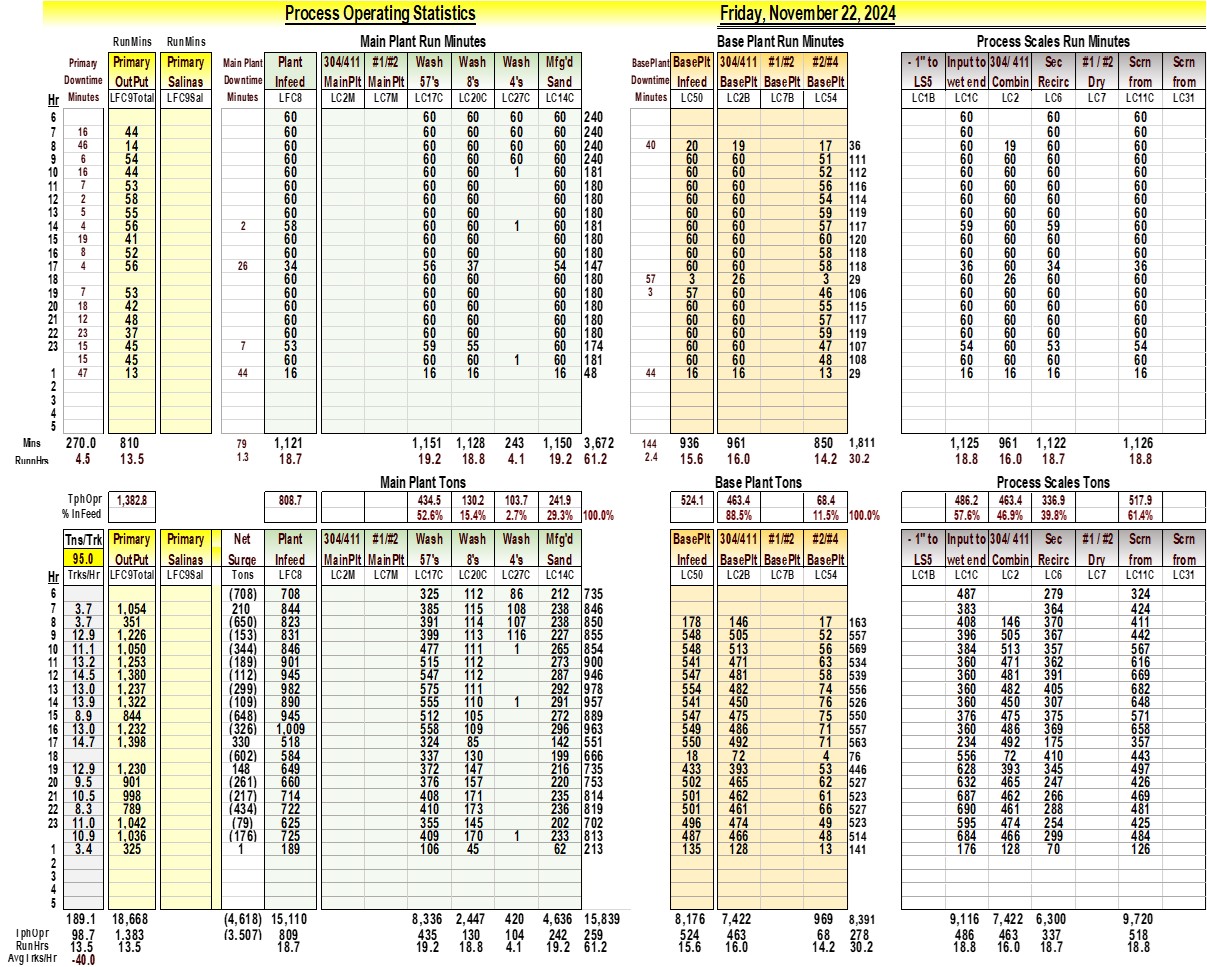 Process Operating Statistics Friday, November 22, 2024
RunMins RunMins Main Plant Run Minutes Base Plant Run Minutes Process Scales Run Minutes
Primary Primary Primary Main Plant Plant 304/411 #1/#2 Wash Wash Wash Mfg'd BasePlant BasePlt 304/411 #1/#2 #2/#4 - 1" to Input to 304/ 411 Sec #1 / #2 Scrn Scrn
Downtime OutPut Salinas Downtime Infeed MainPlt MainPlt 57's 8's 4's Sand Downtime Infeed BasePlt BasePlt BasePlt LS5 wet end Combin Recirc Dry from from
Hr Minutes LFC9Total LFC9Sal Minutes LFC8 LC2M LC7M LC17C LC20C LC27C LC14C Minutes LC50 LC2B LC7B LC54 LC1B LC1C LC2 LC6 LC7 LC11C LC31
6 60 60 60 60 60 240 60 60 60
7 16 44 60 60 60 60 60 240 60 60 60
8 46 14 60 60 60 60 60 240 40 20 19 17 36 60 19 60 60
9 6 54 60 60 60 60 60 240 60 60 51 111 60 60 60 60
10 16 44 60 60 60 1 60 181 60 60 52 112 60 60 60 60
11 7 53 60 60 60 60 180 60 60 56 116 60 60 60 60
12 2 58 60 60 60 60 180 60 60 54 114 60 60 60 60
13 5 55 60 60 60 60 180 60 60 59 119 60 60 60 60
14 4 56 2 58 60 60 1 60 181 60 60 57 117 59 60 59 60
15 19 41 60 60 60 60 180 60 60 60 120 60 60 60 60
16 8 52 60 60 60 60 180 60 60 58 118 60 60 60 60
17 4 56 26 34 56 37 54 147 60 60 58 118 36 60 34 36
18 60 60 60 60 180 57 3 26 3 29 60 26 60 60
19 7 53 60 60 60 60 180 3 57 60 46 106 60 60 60 60
20 18 42 60 60 60 60 180 60 60 55 115 60 60 60 60
21 12 48 60 60 60 60 180 60 60 57 117 60 60 60 60
22 23 37 60 60 60 60 180 60 60 59 119 60 60 60 60
23 15 45 7 53 59 55 60 174 60 60 47 107 54 60 53 54
15 45 60 60 60 1 60 181 60 60 48 108 60 60 60 60
1 47 13 44 16 16 16 16 48 44 16 16 13 29 16 16 16 16
2
3
4
5
Mins 270.0 810 79 1,121 1,151 1,128 243 1,150 3,672 144 936 961 850 1,811 1,125 961 1,122 1,126
RunnHrs 4.5 13.5 1.3 18.7 19.2 18.8 4.1 19.2 61.2 2.4 15.6 16.0 14.2 30.2 18.8 16.0 18.7 18.8
Main Plant Tons Base Plant Tons Process Scales Tons
TphOpr 1,382.8 808.7 434.5 130.2 103.7 241.9 524.1 463.4 68.4 486.2 463.4 336.9 517.9
% InFeed 52.6% 15.4% 2.7% 29.3% 100.0% 88.5% 11.5% 100.0% 57.6% 46.9% 39.8% 61.4%
Tns/Trk Primary Primary Net Plant 304/411 #1/#2 Wash Wash Wash Mfg'd BasePlt 304/411 #1/#2 #2/#4 - 1" to Input to 304/ 411 Sec #1 / #2 Scrn Scrn
95.0 OutPut Salinas Surge Infeed MainPlt MainPlt 57's 8's 4's Sand Infeed BasePlt BasePlt BasePlt LS5 wet end Combin Recirc Dry from from
Hr Trks/Hr LFC9Total LFC9Sal Tons LFC8 LC2M LC7M LC17C LC20C LC27C LC14C LC50 LC2B LC7B LC54 LC1B LC1C LC2 LC6 LC7 LC11C LC31
6 (708) 708 325 112 86 212 735 487 279 324
7 3.7 1,054 210 844 385 115 108 238 846 383 364 424
8 3.7 351 (650) 823 391 114 107 238 850 178 146 17 163 408 146 370 411
9 12.9 1,226 (153) 831 399 113 116 227 855 548 505 52 557 396 505 367 442
10 11.1 1,050 (344) 846 477 111 1 265 854 548 513 56 569 384 513 357 567
11 13.2 1,253 (189) 901 515 112 273 900 541 471 63 534 360 471 362 616
12 14.5 1,380 (112) 945 547 112 287 946 547 481 58 539 360 481 391 669
13 13.0 1,237 (299) 982 575 111 292 978 554 482 74 556 360 482 405 682
14 13.9 1,322 (109) 890 555 110 1 291 957 541 450 76 526 360 450 307 648
15 8.9 844 (648) 945 512 105 272 889 547 475 75 550 376 475 375 571
16 13.0 1,232 (326) 1,009 558 109 296 963 549 486 71 557 360 486 369 658
17 14.7 1,398 330 518 324 85 142 551 550 492 71 563 234 492 175 357
18 (602) 584 337 130 199 666 18 72 4 76 556 72 410 443
19 12.9 1,230 148 649 372 147 216 735 433 393 53 446 628 393 345 497
20 9.5 901 (261) 660 376 157 220 753 502 465 62 527 632 465 247 426
21 10.5 998 (217) 714 408 171 235 814 501 462 61 523 687 462 266 469
22 8.3 789 (434) 722 410 173 236 819 501 461 66 527 690 461 288 481
23 11.0 1,042 (79) 625 355 145 202 702 496 474 49 523 595 474 254 425
10.9 1,036 (176) 725 409 170 1 233 813 487 466 48 514 684 466 299 484
1 3.4 325 1 189 106 45 62 213 135 128 13 141 176 128 70 126
2
3
4
5
189.1 18,668 (4,618) 15,110 8,336 2,447 420 4,636 15,839 8,176 7,422 969 8,391 9,116 7,422 6,300 9,720
TphOpr 98.7 1,383 (3,507) 809 435 130 104 242 259 524 463 68 278 486 463 337 518
RunHrs 13.5 13.5 18.7 19.2 18.8 4.1 19.2 61.2 15.6 16.0 14.2 30.2 18.8 16.0 18.7 18.8
AvgTrks/Hr -40.0